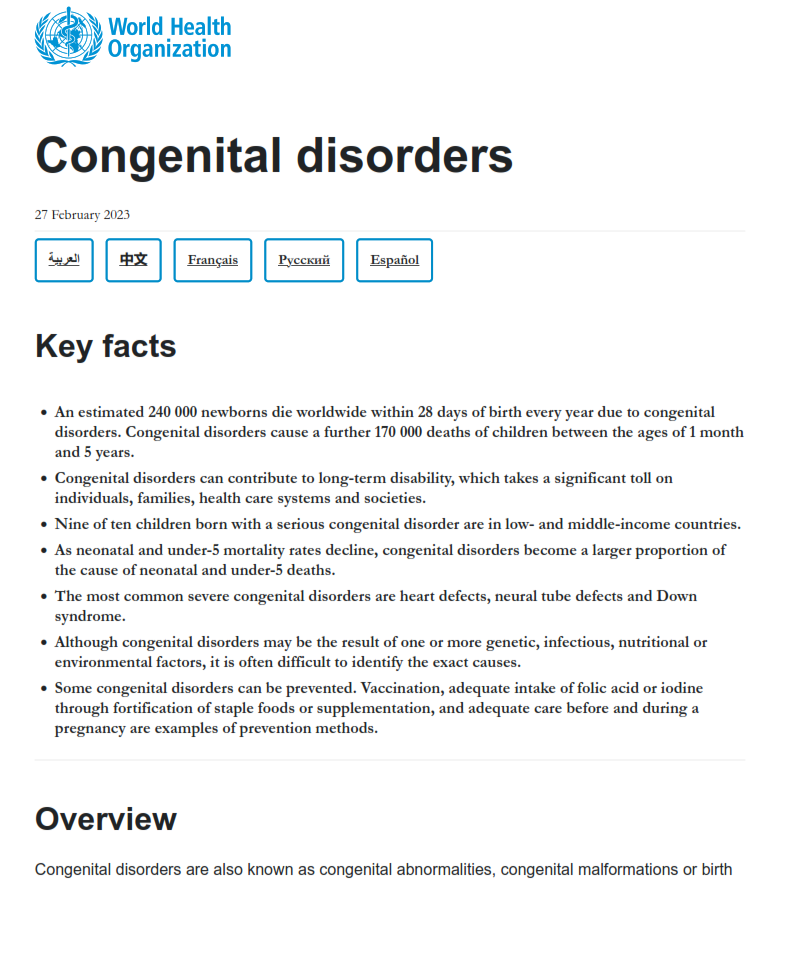 World Health
Organization
Congenital disorders
27 February 2023
العربية
中文
Français
Русский
Español
Key facts
• An estimated 240 000 newborns die worldwide within 28 days of birth every year due to congenital
disorders. Congenital disorders cause a further 170 000 deaths of children between the ages of 1 month
and 5 years.
• Congenital disorders can contribute to long-term disability, which takes a significant toll on
individuals, families, health care systems and societies.
• Nine of ten children born with a serious congenital disorder are in low- and middle-income countries.
• As neonatal and under-5 mortality rates decline, congenital disorders become a larger proportion of
the cause of neonatal and under-5 deaths.
• The most common severe congenital disorders are heart defects, neural tube defects and Down
syndrome.
• Although congenital disorders may be the result of one or more genetic, infectious, nutritional or
environmental factors, it is often difficult to identify the exact causes.
• Some congenital disorders can be prevented. Vaccination, adequate intake of folic acid or iodine
through fortification of staple foods or supplementation, and adequate care before and during a
pregnancy are examples of prevention methods.
Overview
Congenital disorders are also known as congenital abnormalities, congenital malformations or birth